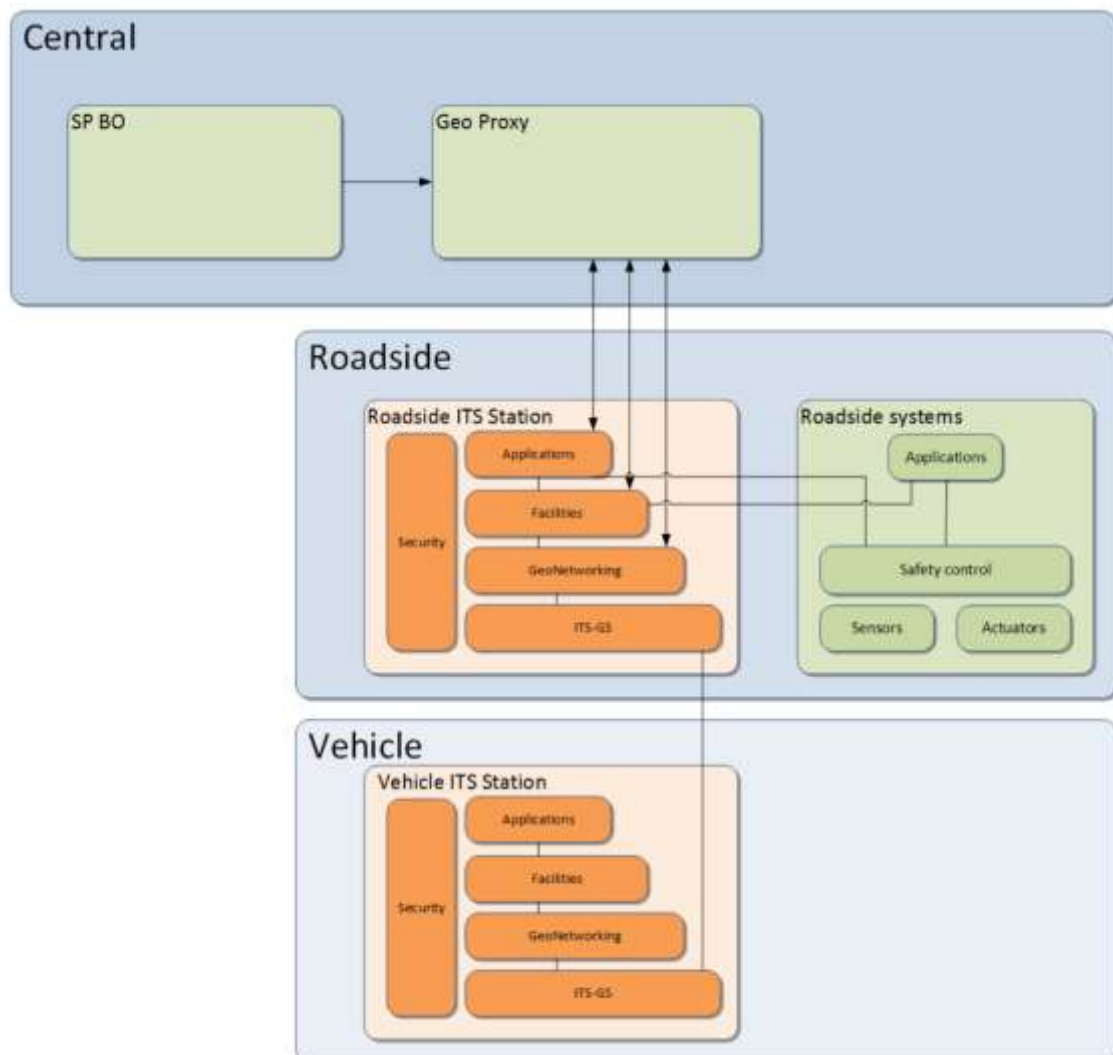 Central
SP BO
Geo Proxy
Roadside
Roadside ITS Station
Security
Applications
Facilities
GeoNetworking
ITS-G5
Roadside systems
Applications
Safety control
Sensors
Actuators
Vehicle
Vehicle ITS Station
Security
Applications
Facilities
GeoNetworking
ITS-G5